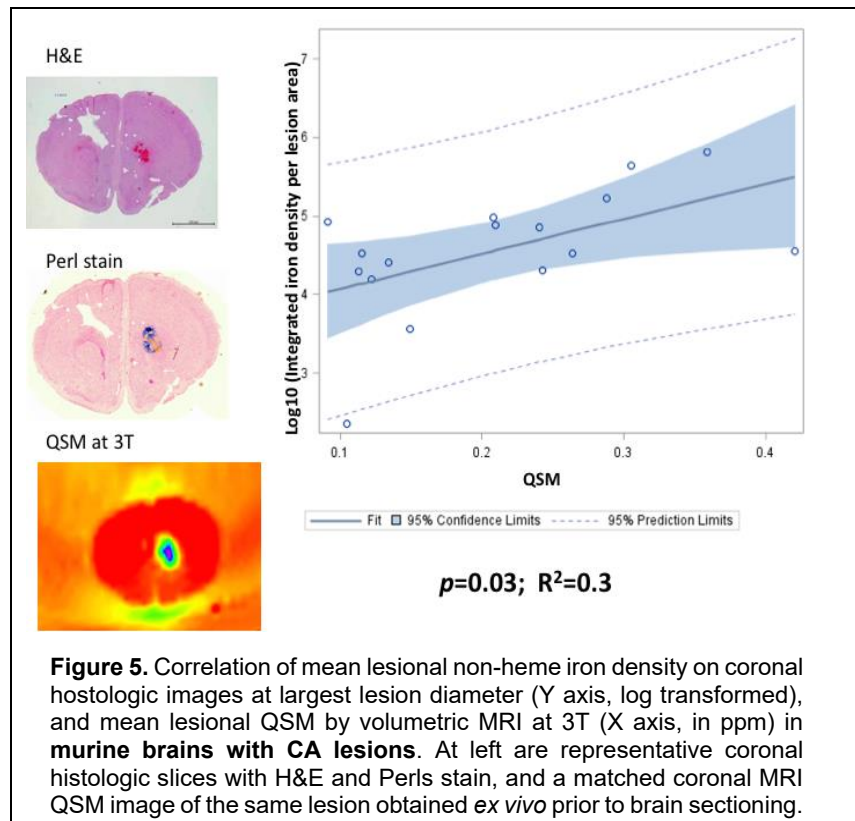 H&E
Perl stain
QSM at 3T
Log10 (Integrated iron density per lesion area)
7
6
5
4
3
0.1 0.2 0.3 0.4
QSM
Fit 95% Confidence Limits 95% Prediction Limits
p=0.03; R²=0.3
Figure 5. Correlation of mean lesional non-heme iron density on coronal
hostologic images at largest lesion diameter (Y axis, log transformed),
and mean lesional QSM by volumetric MRI at 3T (X axis, in ppm) in
murine brains with CA lesions. At left are representative coronal
histologic slices with H&E and Perls stain, and a matched coronal MRI
QSM image of the same lesion obtained ex vivo prior to brain sectioning.